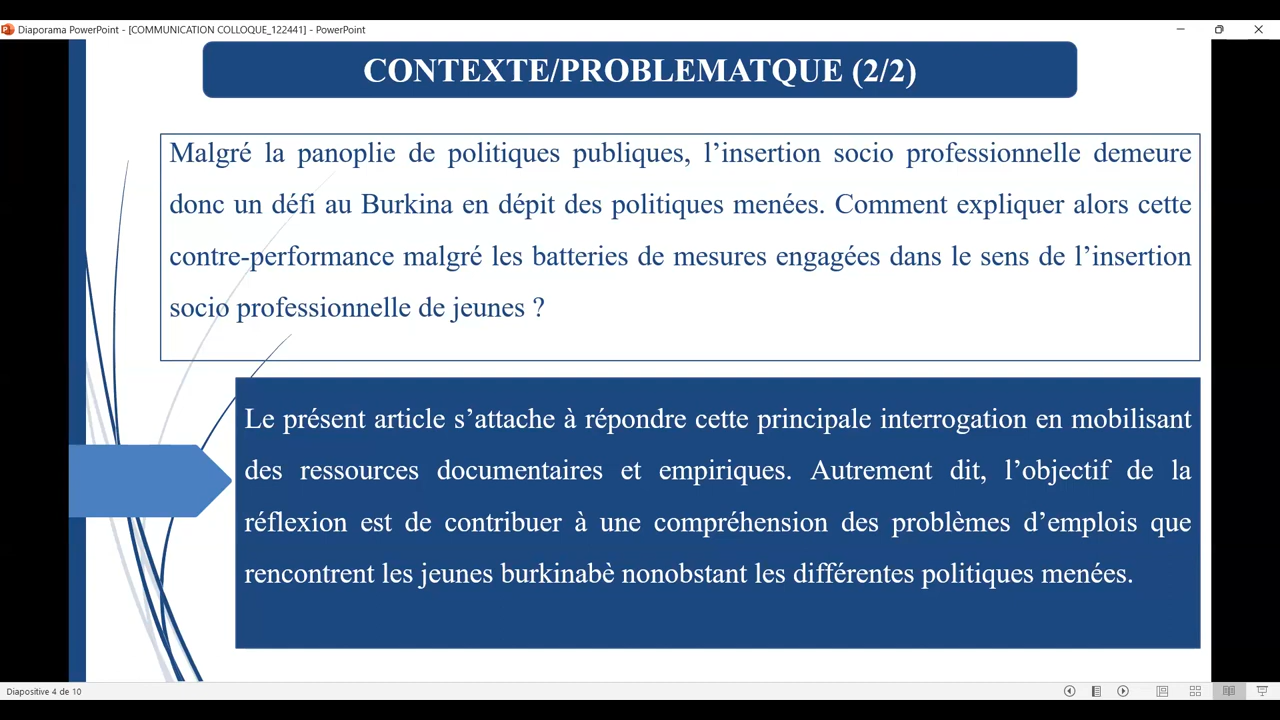 Diaporama PowerPoint - [COMMUNICATION COLLOQUE_122441] - PowerPoint
CONTEXTE/PROBLEMATQUE (2/2)
Malgré la panoplie de politiques publiques, l’insertion socio professionnelle demeure
donc un défi au Burkina en dépit des politiques menées. Comment expliquer alors cette
contre-performance malgré les batteries de mesures engagées dans le sens de l’insertion
socio professionnelle de jeunes ?
Le présent article s’attache à répondre cette principale interrogation en mobilisant
des ressources documentaires et empiriques. Autrement dit, l’objectif de la
réflexion est de contribuer à une compréhension des problèmes d’emplois que
rencontrent les jeunes burkinabè nonobstant les différentes politiques menées.
Diapositive 4 de 10